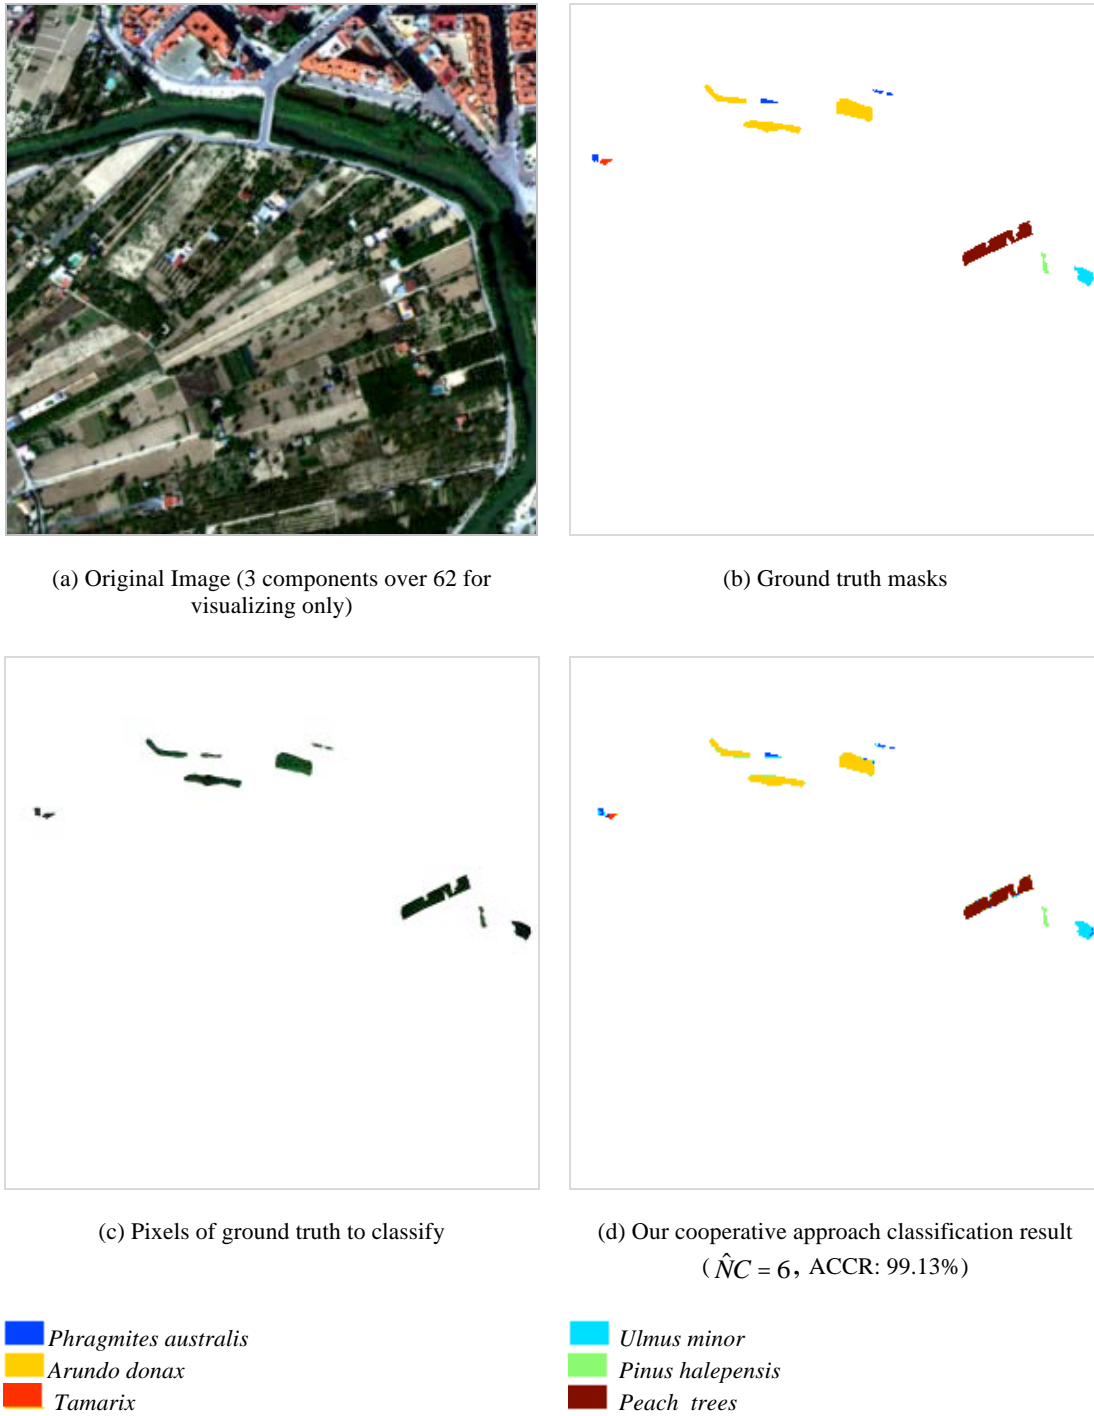 (a) Original Image (3 components over 62 for
visualizing only)
(b) Ground truth masks
(c) Pixels of ground truth to classify
(d) Our cooperative approach classification result
( N̂C = 6, ACCR: 99.13%)
Phragmites australis
Arundo donax
Tamarix
Ulmus minor
Pinus halepensis
Peach trees